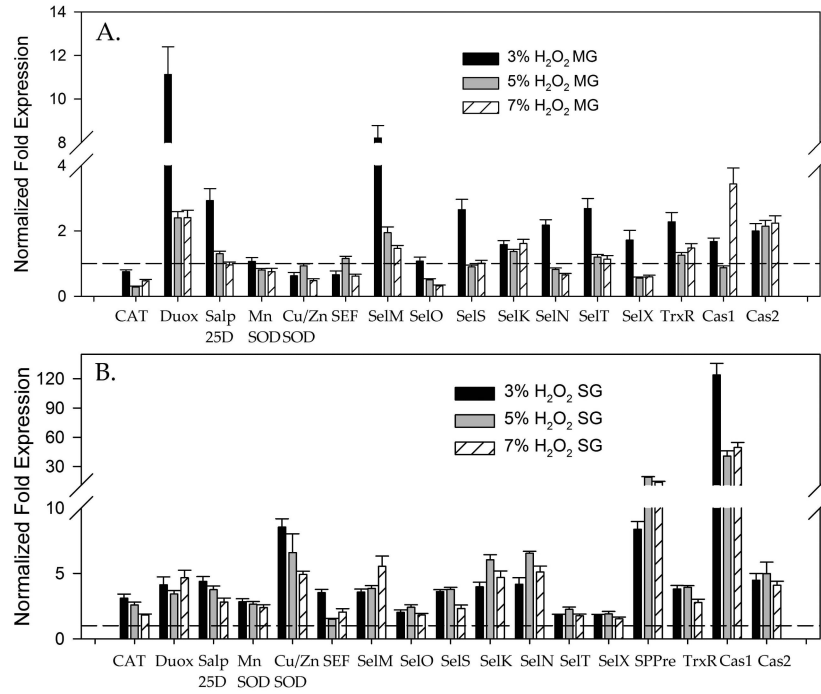 A.
Normalized Fold Expression
14
12
10
8
4
2
0
3% H₂O₂ MG
5% H₂O₂ MG
7% H₂O₂ MG
CAT Duox Salp 25D Mn SOD Cu/Zn SOD SEF SelM SelO SelS SelK SelN SelT SelX TrxR Cas1 Cas2
B.
Normalized Fold Expression
120
90
60
30
10
5
0
3% H₂O₂ SG
5% H₂O₂ SG
7% H₂O₂ SG
CAT Duox Salp 25D Mn SOD Cu/Zn SOD SEF SelM SelO SelS SelK SelN SelT SelX SPPre TrxR Cas1 Cas2